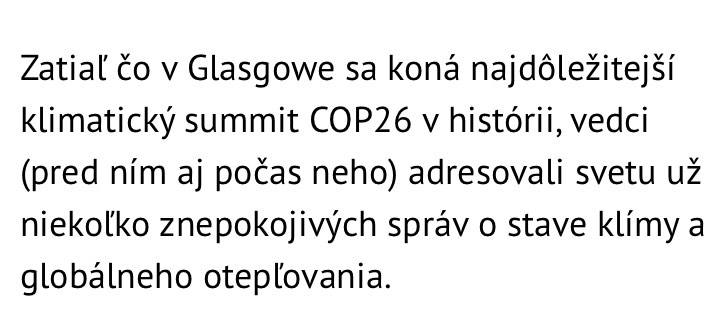 Zatiaľ čo v Glasgowe sa koná najdôležitejší
klimatický summit COP26 v histórii, vedci
(pred ním aj počas neho) adresovali svetu už
niekoľko znepokojivých správ o stave klímy a
globálneho otepľovania.